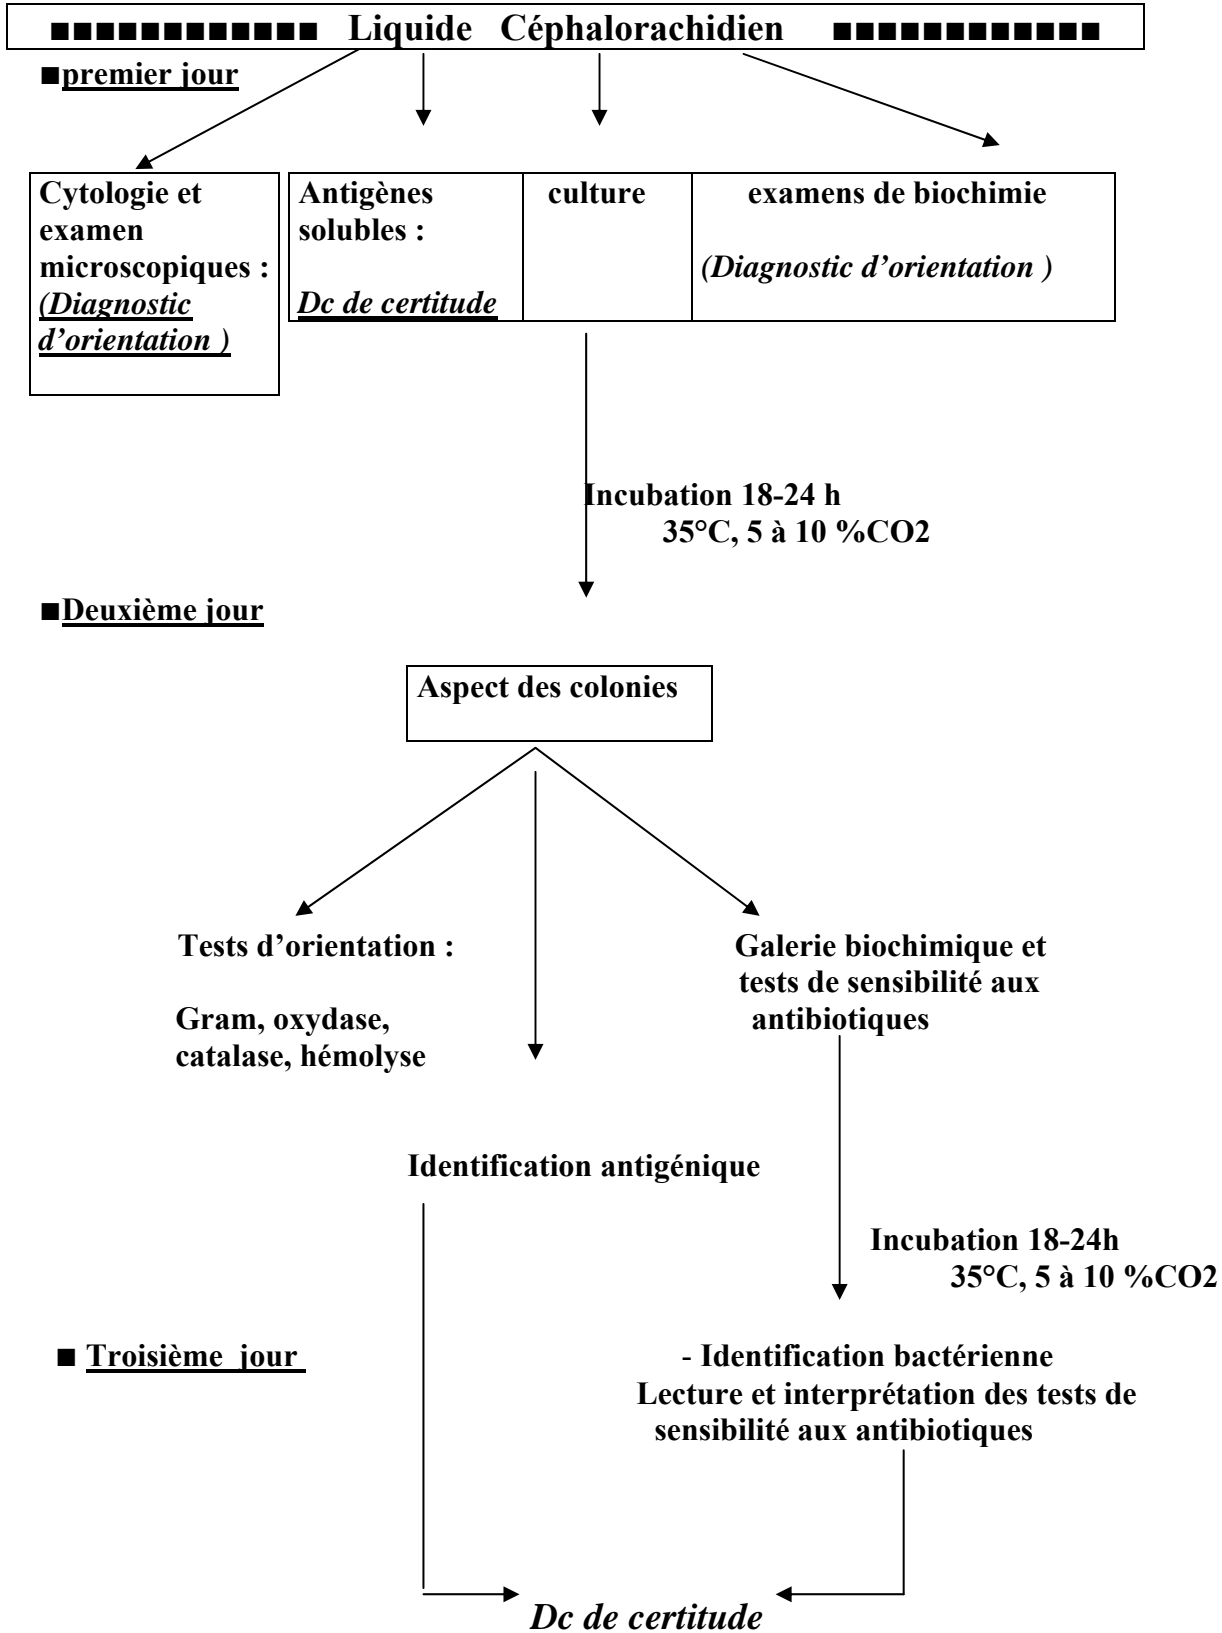 ■■■■■■■■■■■■ Liquide Céphalorachidien ■■■■■■■■■■■■
■premier jour
Cytologie et
examen
microscopiques :
(Diagnostic
d’orientation )
Antigènes
solubles :
Dc de certitude
culture
examens de biochimie
(Diagnostic d’orientation )
Incubation 18-24 h
35°C, 5 à 10 %CO2
■Deuxième jour
Aspect des colonies
Tests d’orientation :
Gram, oxydase,
catalase, hémolyse
Galerie biochimique et
tests de sensibilité aux
antibiotiques
Identification antigénique
Incubation 18-24h
35°C, 5 à 10 %CO2
■ Troisième jour
- Identification bactérienne
Lecture et interprétation des tests de
sensibilité aux antibiotiques
Dc de certitude